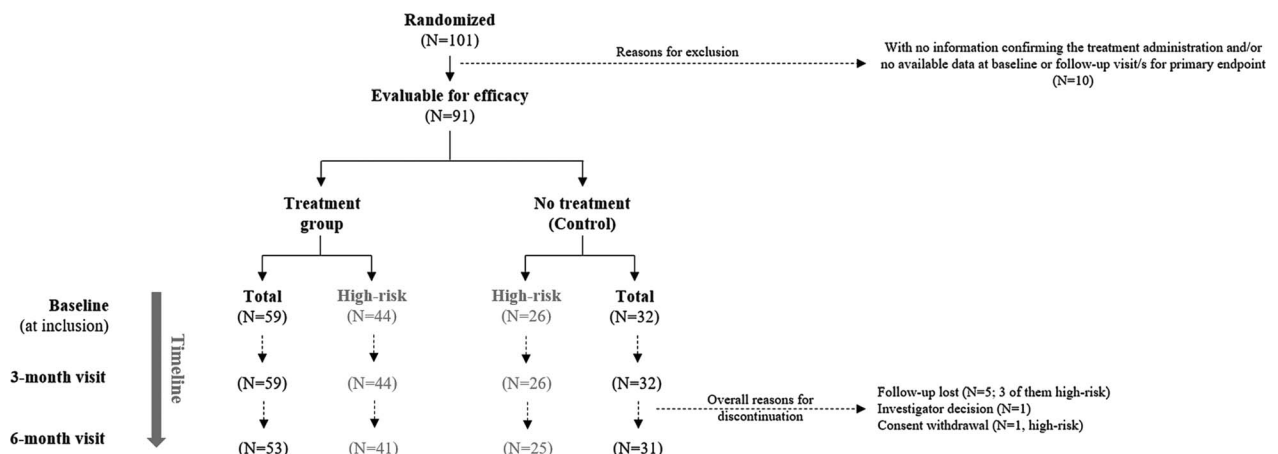 Randomized
(N=101)
Reasons for exclusion
With no information confirming the treatment administration and/or
no available data at baseline or follow-up visit/s for primary endpoint
(N=10)
Evaluable for efficacy
(N=91)
Treatment
group
No treatment
(Control)
Baseline
(at inclusion)
Total
(N=59)
High-risk
(N=44)
High-risk
(N=26)
Total
(N=32)
Timeline
3-month visit
(N=59)
(N=44)
(N=26)
(N=32)
Overall reasons for
discontinuation
Follow-up lost (N=5; 3 of them high-risk)
Investigator decision (N=1)
Consent withdrawal (N=1, high-risk)
6-month visit
(N=53)
(N=41)
(N=25)
(N=31)